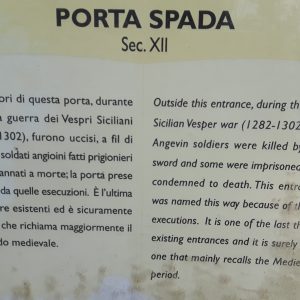 PORTA SPADA
Sec. XII
ori di questa porta, durante
guerra dei Vespri Siciliani
302), furono uccisi, a fil di
soldati angioini fatti prigionieri
annati a morte; la porta prese
da quelle esecuzioni. È l'ultima
re esistenti ed è sicuramente
che richiama maggiormente il
do medievale.
Outside this entrance, during th
Sicilian Vesper war (1282-1302
Angevin soldiers were killed by
sword and some were imprisone
condemned to death. This entra
was named this way because of th
executions. It is one of the last th
existing entrances and it is surely
one that mainly recalls the Medie
period.